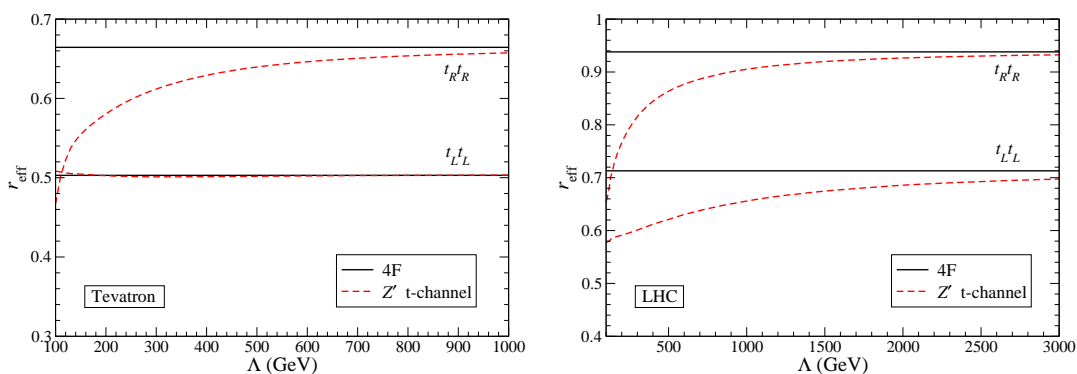 0.7
0.6
0.5
0.4
0.3
r_eff
t_R t_R
t_L t_L
4F
Z′ t-channel
Tevatron
100 200 300 400 500 600 700 800 900 1000
Λ (GeV)
1
0.9
0.8
0.7
0.6
0.5
0.4
r_eff
t_R t_R
t_L t_L
4F
Z′ t-channel
LHC
500 1000 1500 2000 2500 3000
Λ (GeV)